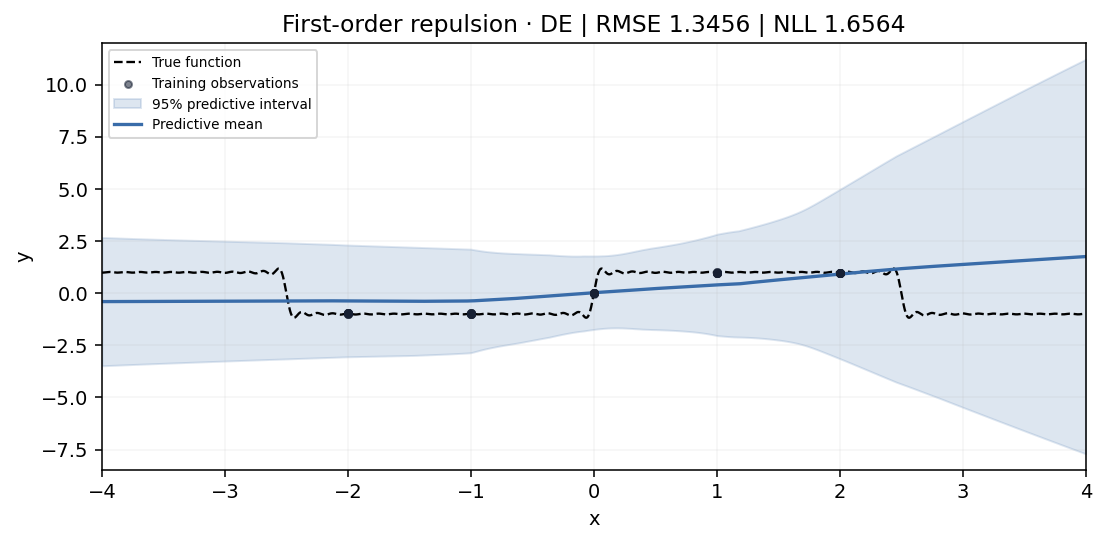 First-order repulsion · DE | RMSE 1.3456 | NLL 1.6564
True function
Training observations
95% predictive interval
Predictive mean
10.0
7.5
5.0
2.5
0.0
−2.5
−5.0
−7.5
y
−4
−3
−2
−1
0
1
2
3
4
x